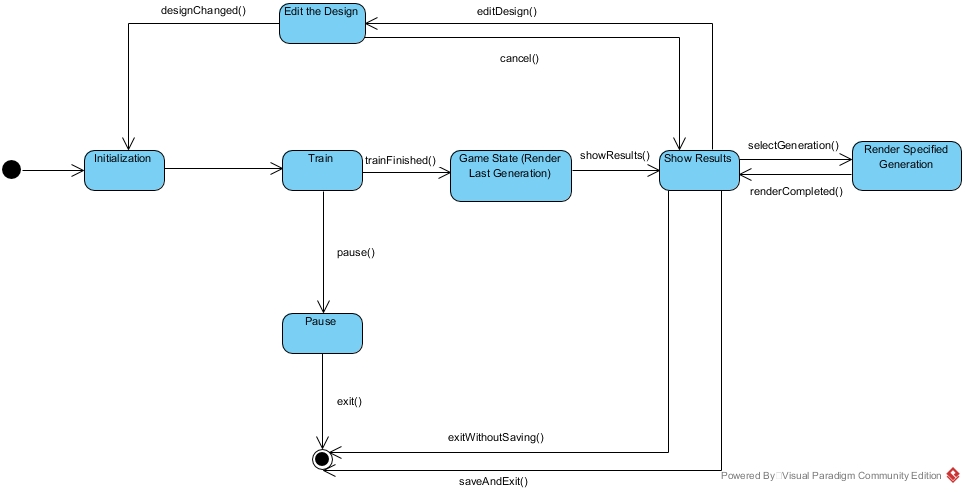 designChanged()
Edit the Design
editDesign()
cancel()
Initialization
Train
trainFinished()
Game State (Render
Last Generation)
showResults()
Show Results
selectGeneration()
renderCompleted()
Render Specified
Generation
pause()
Pause
exit()
exitWithoutSaving()
saveAndExit()
Powered By Visual Paradigm Community Edition